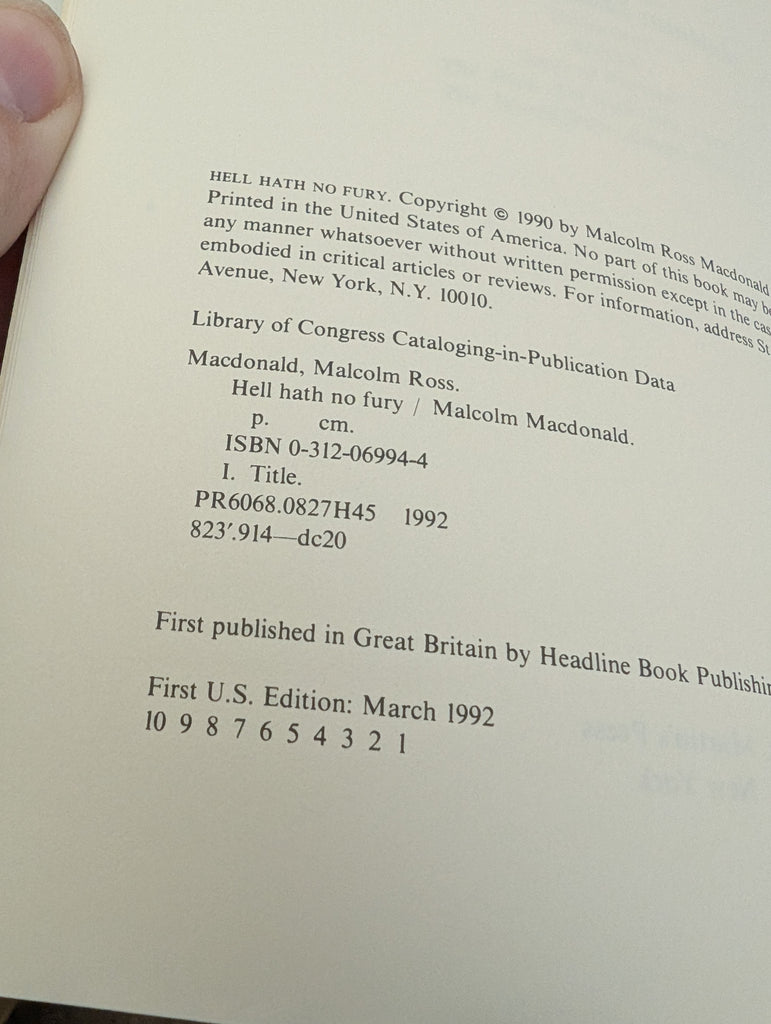 HELL HATH NO FURY. Copyright © 1990 by Malcolm Ross Macdonald
Printed in the United States of America. No part of this book may
any manner whatsoever without written permission except in the
embodied in critical articles or reviews. For information, address St
Avenue, New York, N.Y. 10010.
Library of Congress Cataloging-in-Publication Data
Macdonald, Malcolm Ross.
Hell hath no fury / Malcolm Macdonald.
p. cm.
ISBN 0-312-06994-4
I. Title.
PR6068.0827H45 1992
823′.914—dc20
First published in Great Britain by Headline Book
First U.S. Edition: March 1992
10 9 8 7 6 5 4 3 2 1